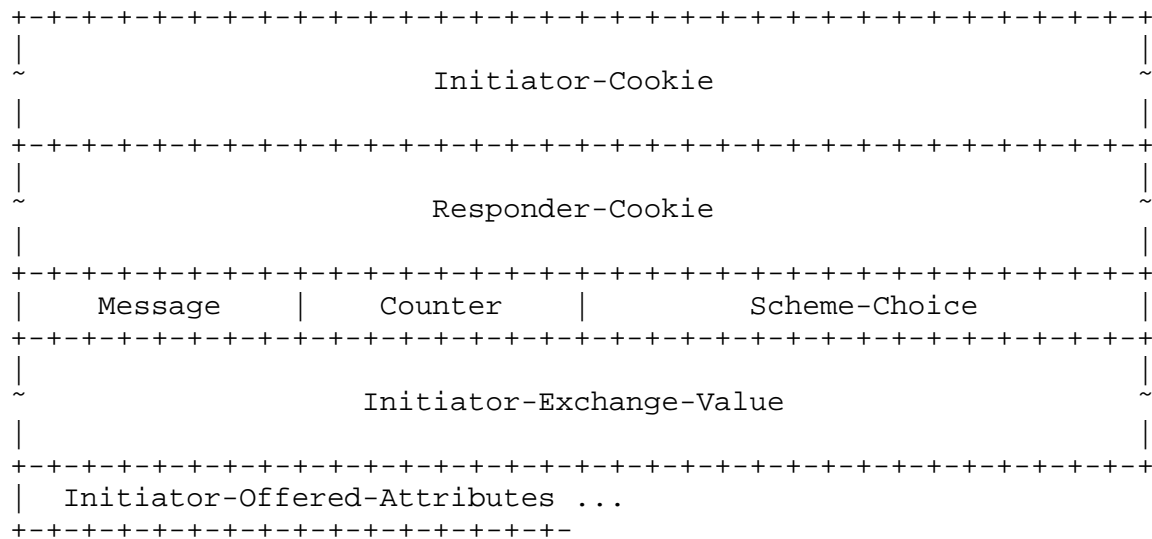 +-+-+-+-+-+-+-+-+-+-+-+-+-+-+-+-+-+-+-+-+-+-+-+-+-+-+-+-+-+-+-+-+
|                                                               |
~                        Initiator-Cookie                       ~
|                                                               |
+-+-+-+-+-+-+-+-+-+-+-+-+-+-+-+-+-+-+-+-+-+-+-+-+-+-+-+-+-+-+-+-+
|                                                               |
~                        Responder-Cookie                       ~
|                                                               |
+-+-+-+-+-+-+-+-+-+-+-+-+-+-+-+-+-+-+-+-+-+-+-+-+-+-+-+-+-+-+-+-+
|    Message    |    Counter    |         Scheme-Choice         |
+-+-+-+-+-+-+-+-+-+-+-+-+-+-+-+-+-+-+-+-+-+-+-+-+-+-+-+-+-+-+-+-+
|                                                               |
~                    Initiator-Exchange-Value                   ~
|                                                               |
+-+-+-+-+-+-+-+-+-+-+-+-+-+-+-+-+-+-+-+-+-+-+-+-+-+-+-+-+-+-+-+-+
|  Initiator-Offered-Attributes ...
+-+-+-+-+-+-+-+-+-+-+-+-+-+-+-+-